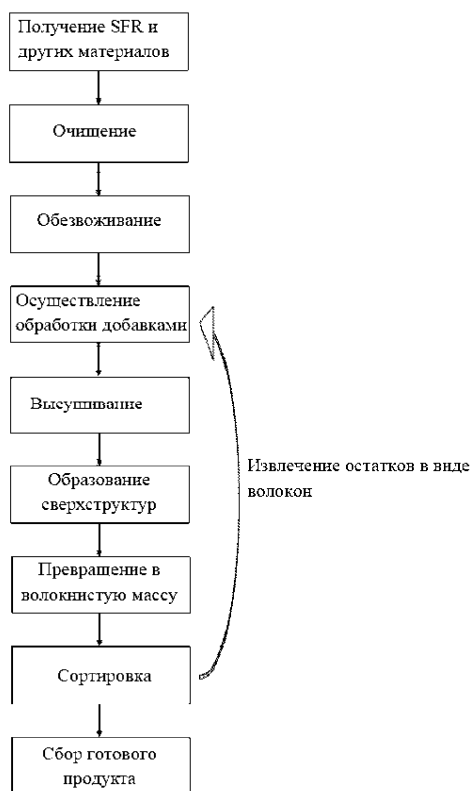 Получение SFR и
других материалов
Очищение
Обезвоживание
Осуществление
обработки добавками
Высушивание
Извлечение остатков в виде
волокон
Образование
сверхструктур
Превращение в
волокнистую массу
Сортировка
Сбор готового
продукта